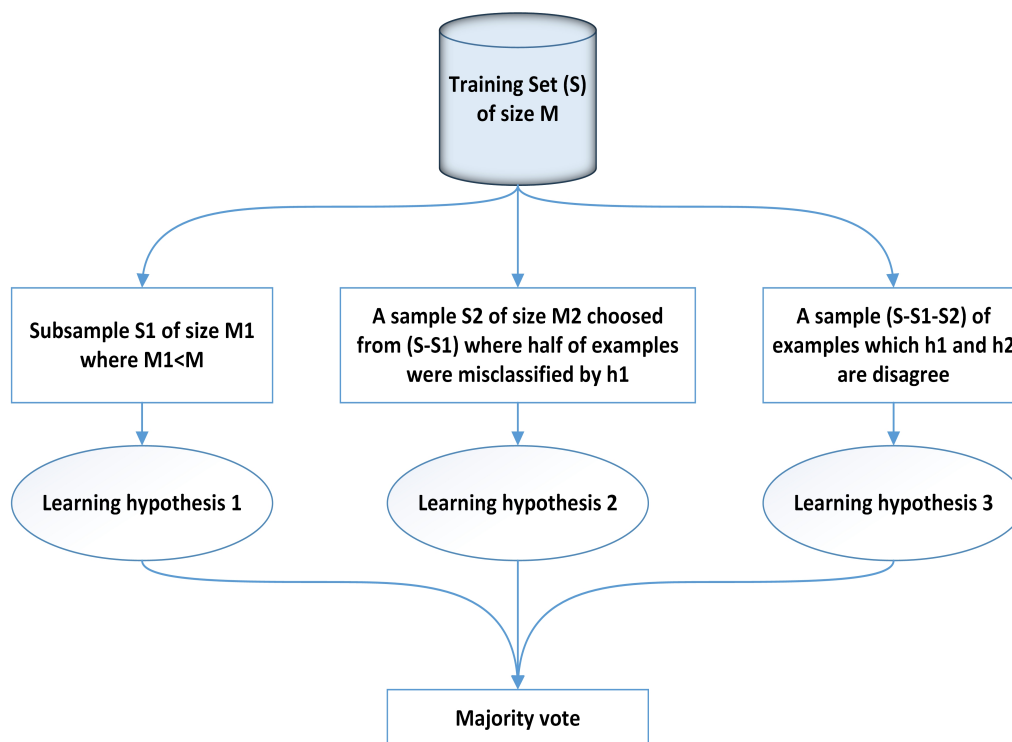 Training Set (S)
of size M
Subsample S1 of size M1
where M1<M
A sample S2 of size M2 choosed
from (S-S1) where half of examples
were misclassified by h1
A sample (S-S1-S2) of
examples which h1 and h2
are disagree
Learning hypothesis 1
Learning hypothesis 2
Learning hypothesis 3
Majority vote